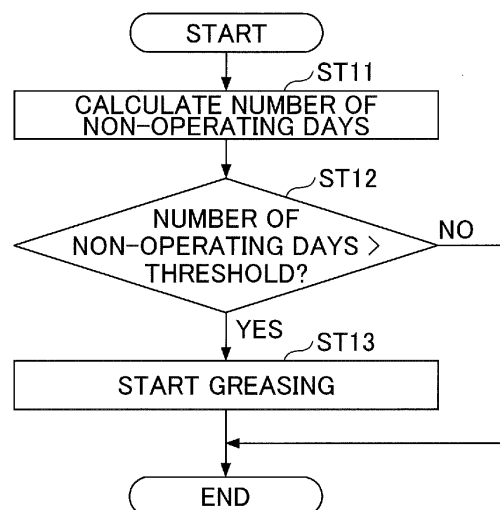 START
ST11
CALCULATE NUMBER OF
NON-OPERATING DAYS
ST12
NUMBER OF
NON-OPERATING DAYS >
THRESHOLD?
NO
YES
ST13
START GREASING
END